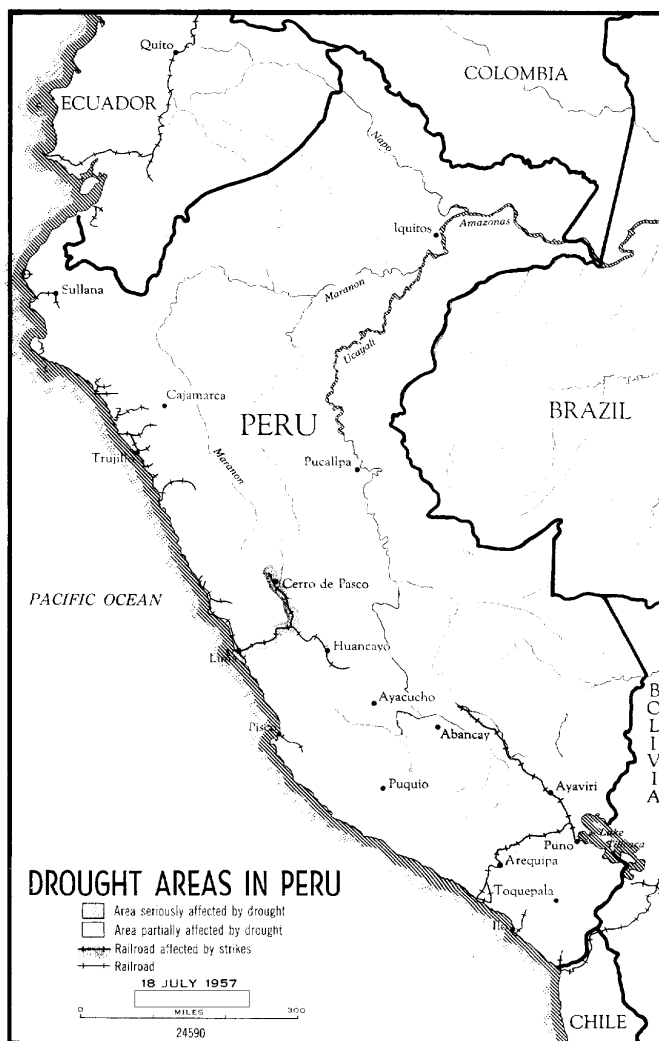 Quito
COLOMBIA
ECUADOR
Napo
Iquitos
Amazonas
Sullana
Maranon
Ucayali
Cajamarca
PERU
BRAZIL
Trujillo
Maranon
Pucallpa
Cerro de Pasco
PACIFIC OCEAN
Lima
Huancayo
BOLIVIA
Ayacucho
Abancay
Pisco
Puquio
Ayaviri
Lake
Titicaca
Puno
Arequipa
Toquepala
Ilo
DROUGHT AREAS IN PERU
Area seriously affected by drought
Area partially affected by drought
Railroad affected by strikes
Railroad
18 JULY 1957
MILES
0 300
24590
CHILE